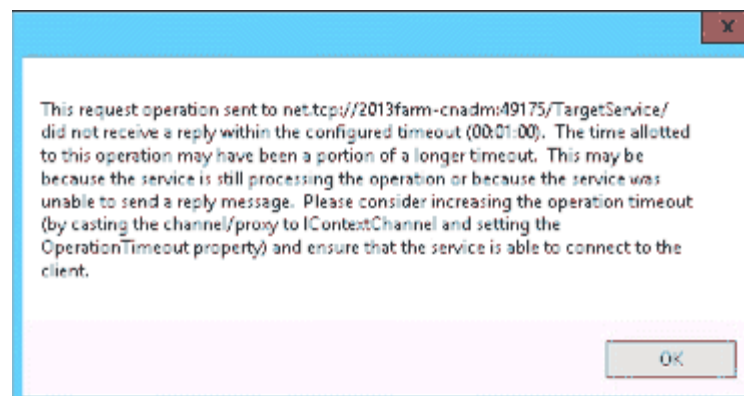 X
This request operation sent to net.tcp://2013farm-cnadm:49175/TargetService/
did not receive a reply within the configured timeout (00:01:00).  The time allotted
to this operation may have been a portion of a longer timeout.  This may be
because the service is still processing the operation or because the service was
unable to send a reply message.  Please consider increasing the operation timeout
(by casting the channel/proxy to IContextChannel and setting the
OperationTimeout property) and ensure that the service is able to connect to the
client.
OK